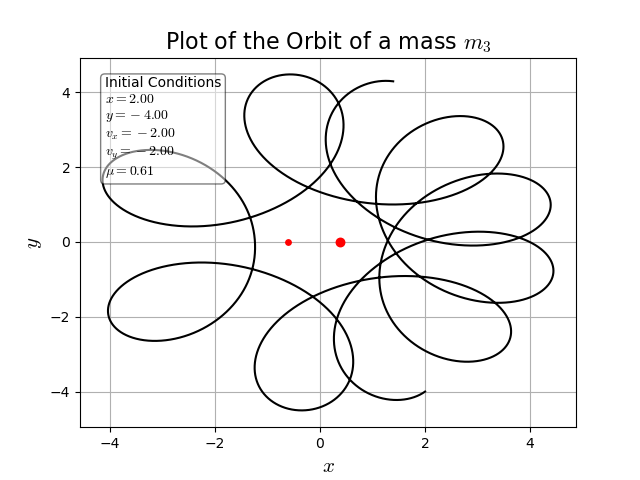 Plot of the Orbit of a mass m₃
Initial Conditions
x = 2.00
y = −4.00
vₓ = −2.00
v_y = −2.00
μ = 0.61
4
2
0
−2
−4
y
−4 −2 0 2 4
x